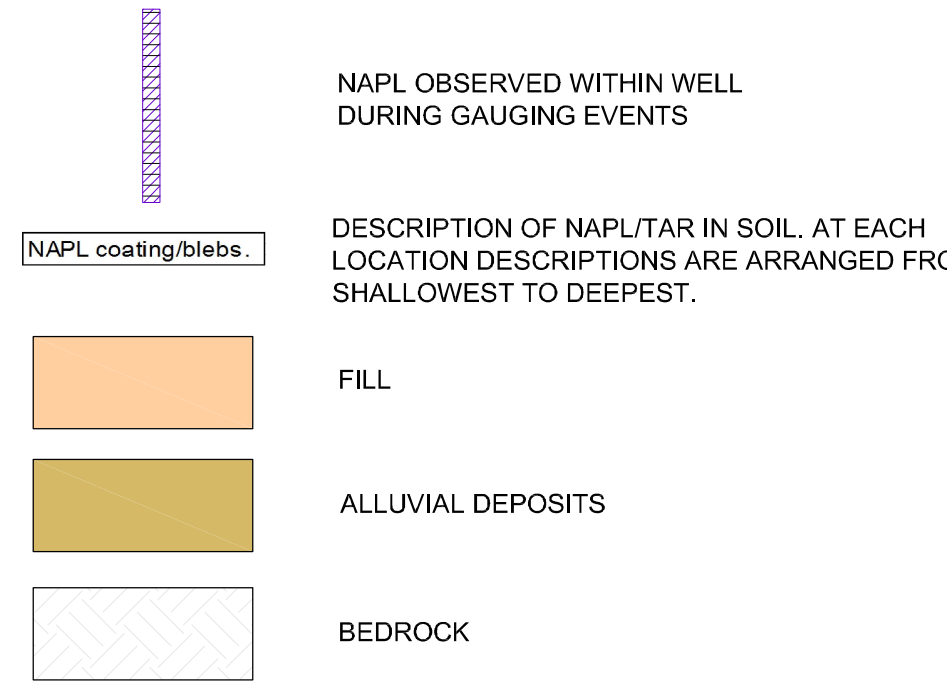 NAPL OBSERVED WITHIN WELL
DURING GAUGING EVENTS
NAPL coating/blebs.
DESCRIPTION OF NAPL/TAR IN SOIL. AT EACH
LOCATION DESCRIPTIONS ARE ARRANGED
SHALLOWEST TO DEEPEST.
FILL
ALLUVIAL DEPOSITS
BEDROCK